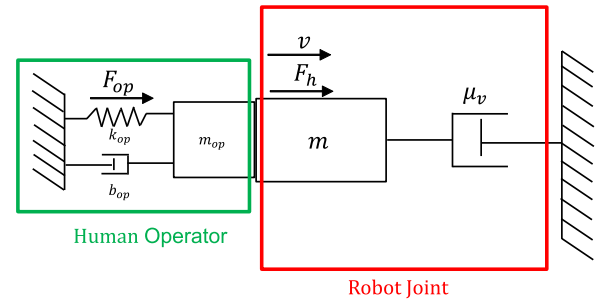 v
F_op
F_h
μ_v
k_op
m_op
m
b_op
Human Operator
Robot Joint